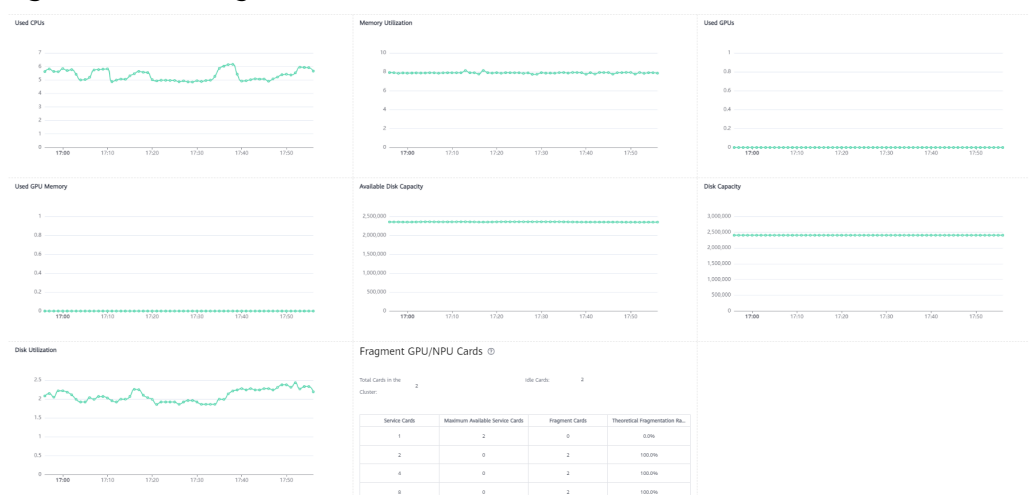 Used CPUs
7
6
5
4
3
2
1
0
17:00 17:10 17:20 17:30 17:40 17:50
Memory Utilization
10
8
6
4
2
0
17:00 17:10 17:20 17:30 17:40 17:50
Used GPUs
1
0.8
0.6
0.4
0.2
0
17:00 17:10 17:20 17:30 17:40 17:50
Used GPU Memory
1
0.8
0.6
0.4
0.2
0
17:00 17:10 17:20 17:30 17:40 17:50
Available Disk Capacity
2,500,000
2,000,000
1,500,000
1,000,000
500,000
0
17:00 17:10 17:20 17:30 17:40 17:50
Disk Capacity
3,000,000
2,500,000
2,000,000
1,500,000
1,000,000
500,000
0
17:00 17:10 17:20 17:30 17:40 17:50
Disk Utilization
2.5
2
1.5
1
0.5
0
17:00 17:10 17:20 17:30 17:40 17:50
Fragment GPU/NPU Cards
Total Cards in the Cluster: 2 Idle Cards 2
Service Cards Maximum Available Service Cards Fragment Cards Theoretical Fragmentation Ra...
1 2 0 0.0%
2 0 2 100.0%
4 0 2 100.0%
8 0 2 100.0%